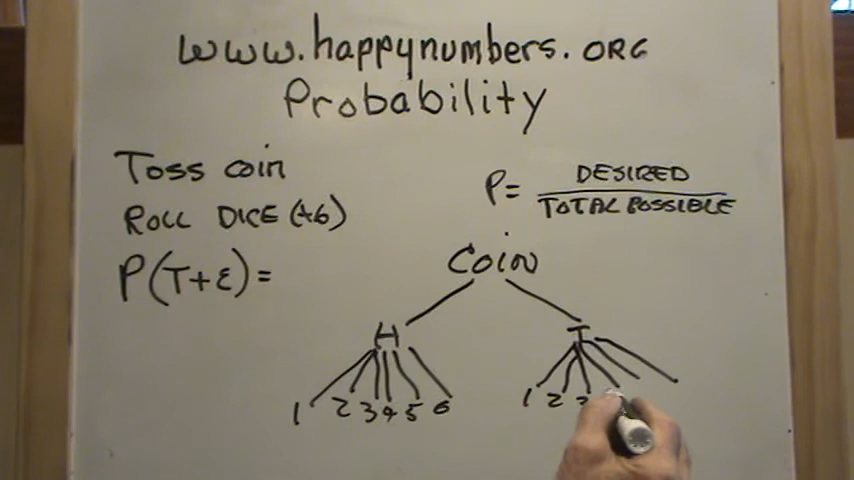 www.happynumbers.ORG
Probability
Toss coin
P= DESIRED
TOTAL POSSIBLE
ROLL DICE (1-6)
P(T+E)=
Coin
H T
1 2 3 4 5 6 1 2